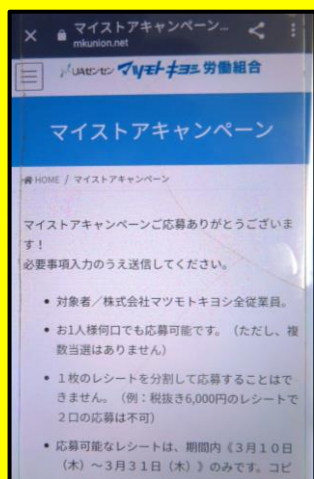 マイストアキャンペーン…
mkunion.net
UAゼンセン マツモトキヨシ労働組合
マイストアキャンペーン
HOME / マイストアキャンペーン
マイストアキャンペーンご応募ありがとうございま
す！
必要事項入力のうえ送信してください。
• 対象者／株式会社マツモトキヨシ全従業員。
• お1人様何口でも応募可能です。（ただし、複
数当選はありません）
• １枚のレシートを分割して応募することはで
きません。（例：税抜き6,000円のレシートで
２口の応募は不可）
• 応募可能なレシートは、期間内《３月１０日
（木）～３月３１日（木）》のみです。コピ